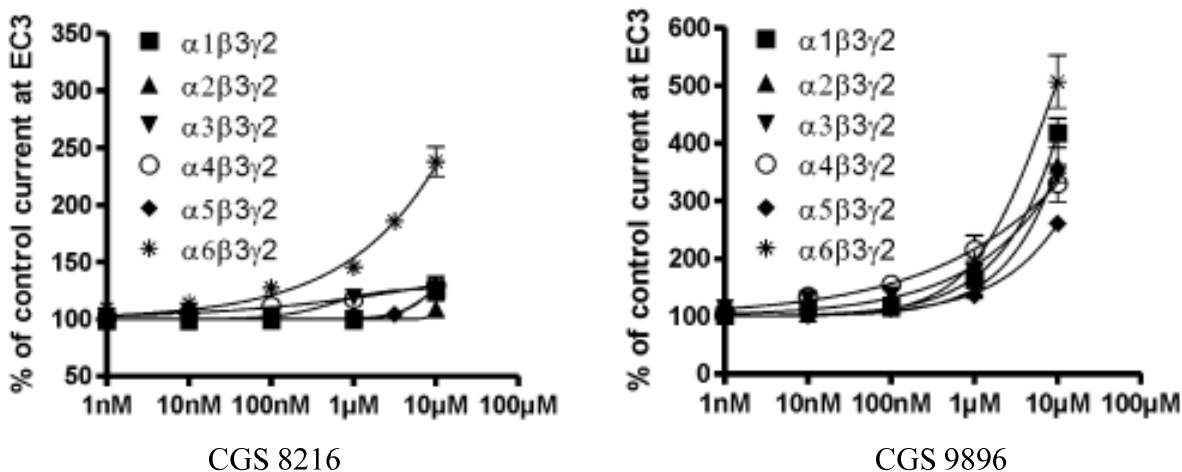 % of control current at EC3
350
300
250
200
150
100
50
α1β3γ2
α2β3γ2
α3β3γ2
α4β3γ2
α5β3γ2
α6β3γ2
1nM 10nM 100nM 1µM 10µM 100µM
CGS 8216
% of control current at EC3
600
500
400
300
200
100
0
α1β3γ2
α2β3γ2
α3β3γ2
α4β3γ2
α5β3γ2
α6β3γ2
1nM 10nM 100nM 1µM 10µM 100µM
CGS 9896